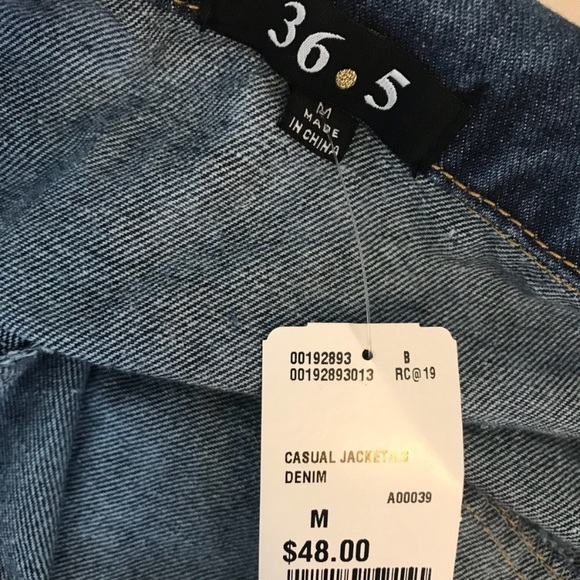 36.5
M
MADE
IN CHINA
00192893 B
00192893013 RC@19
CASUAL JACKET
DENIM
A00039
M
$48.00